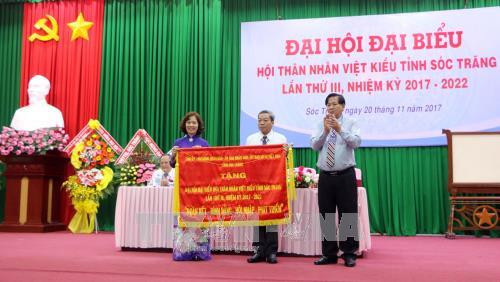 ĐẠI HỘI ĐẠI BIỂU
HỘI THÂN NHÂN VIỆT KIỀU TỈNH SÓC TRĂNG
LẦN THỨ III, NHIỆM KỲ 2017 - 2022
Sóc Trăng, ngày 20 tháng 11 năm 2017
TẶNG
ĐẠI HỘI ĐẠI BIỂU HỘI THÂN NHÂN VIỆT KIỀU TỈNH SÓC TRĂNG
LẦN THỨ III, NHIỆM KỲ 2017 - 2022
"ĐOÀN KẾT - BÌNH ĐẲNG - HỘI NHẬP - PHÁT TRIỂN"